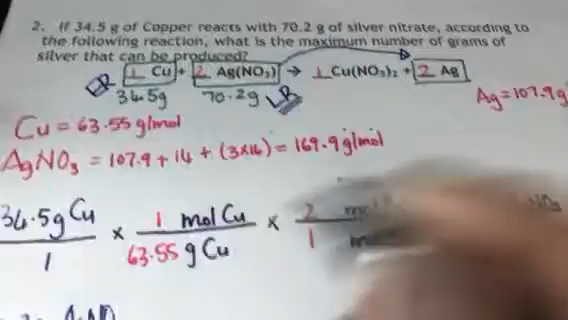 2. If 34.5 g of Copper reacts with 70.2 g of silver nitrate, according to
the following reaction, what is the maximum number of grams of
silver that can be produced?
1 Cu + 2 Ag(NO₃) → 1 Cu(NO₃)₂ + 2 Ag
34.5g 70.2g LR
Ag=107.9g
Cu = 63.55 g/mol
AgNO₃ = 107.9 + 14 + (3×16) = 169.9 g/mol
34.5g Cu × 1 mol Cu × 2
1 63.55 g Cu 1